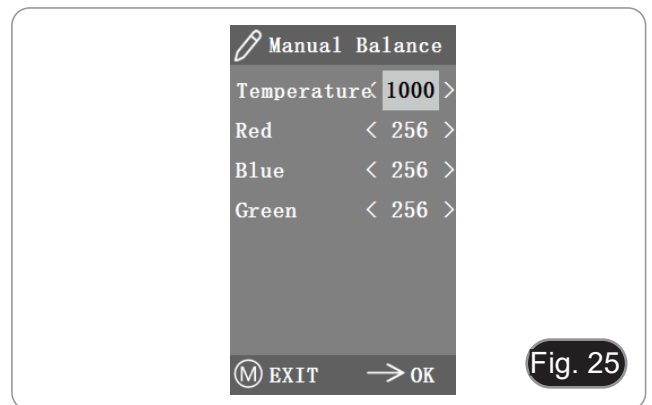 Manual Balance
Temperature < 1000 >
Red < 256 >
Blue < 256 >
Green < 256 >
Ⓜ EXIT → OK
Fig. 25